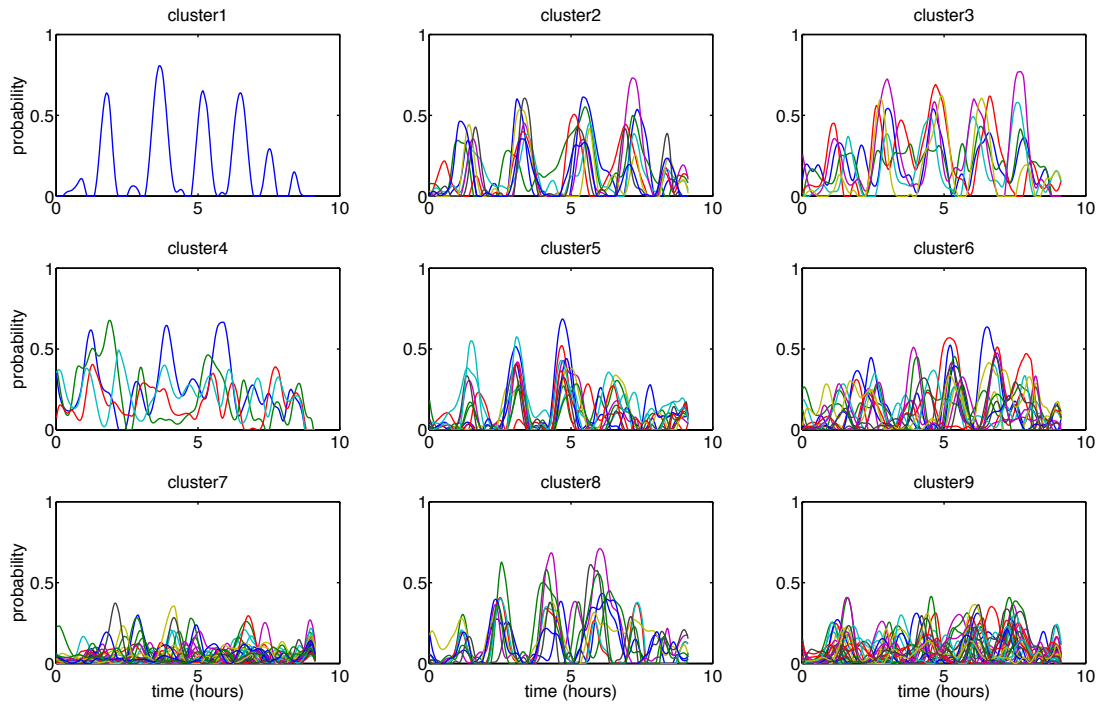 cluster1 cluster2 cluster3
1 1 1
probability
0.5 0.5 0.5
0 0 0
0 5 10 0 5 10 0 5 10
cluster4 cluster5 cluster6
1 1 1
probability
0.5 0.5 0.5
0 0 0
0 5 10 0 5 10 0 5 10
cluster7 cluster8 cluster9
1 1 1
probability
0.5 0.5 0.5
0 0 0
0 5 10 0 5 10 0 5 10
time (hours) time (hours) time (hours)